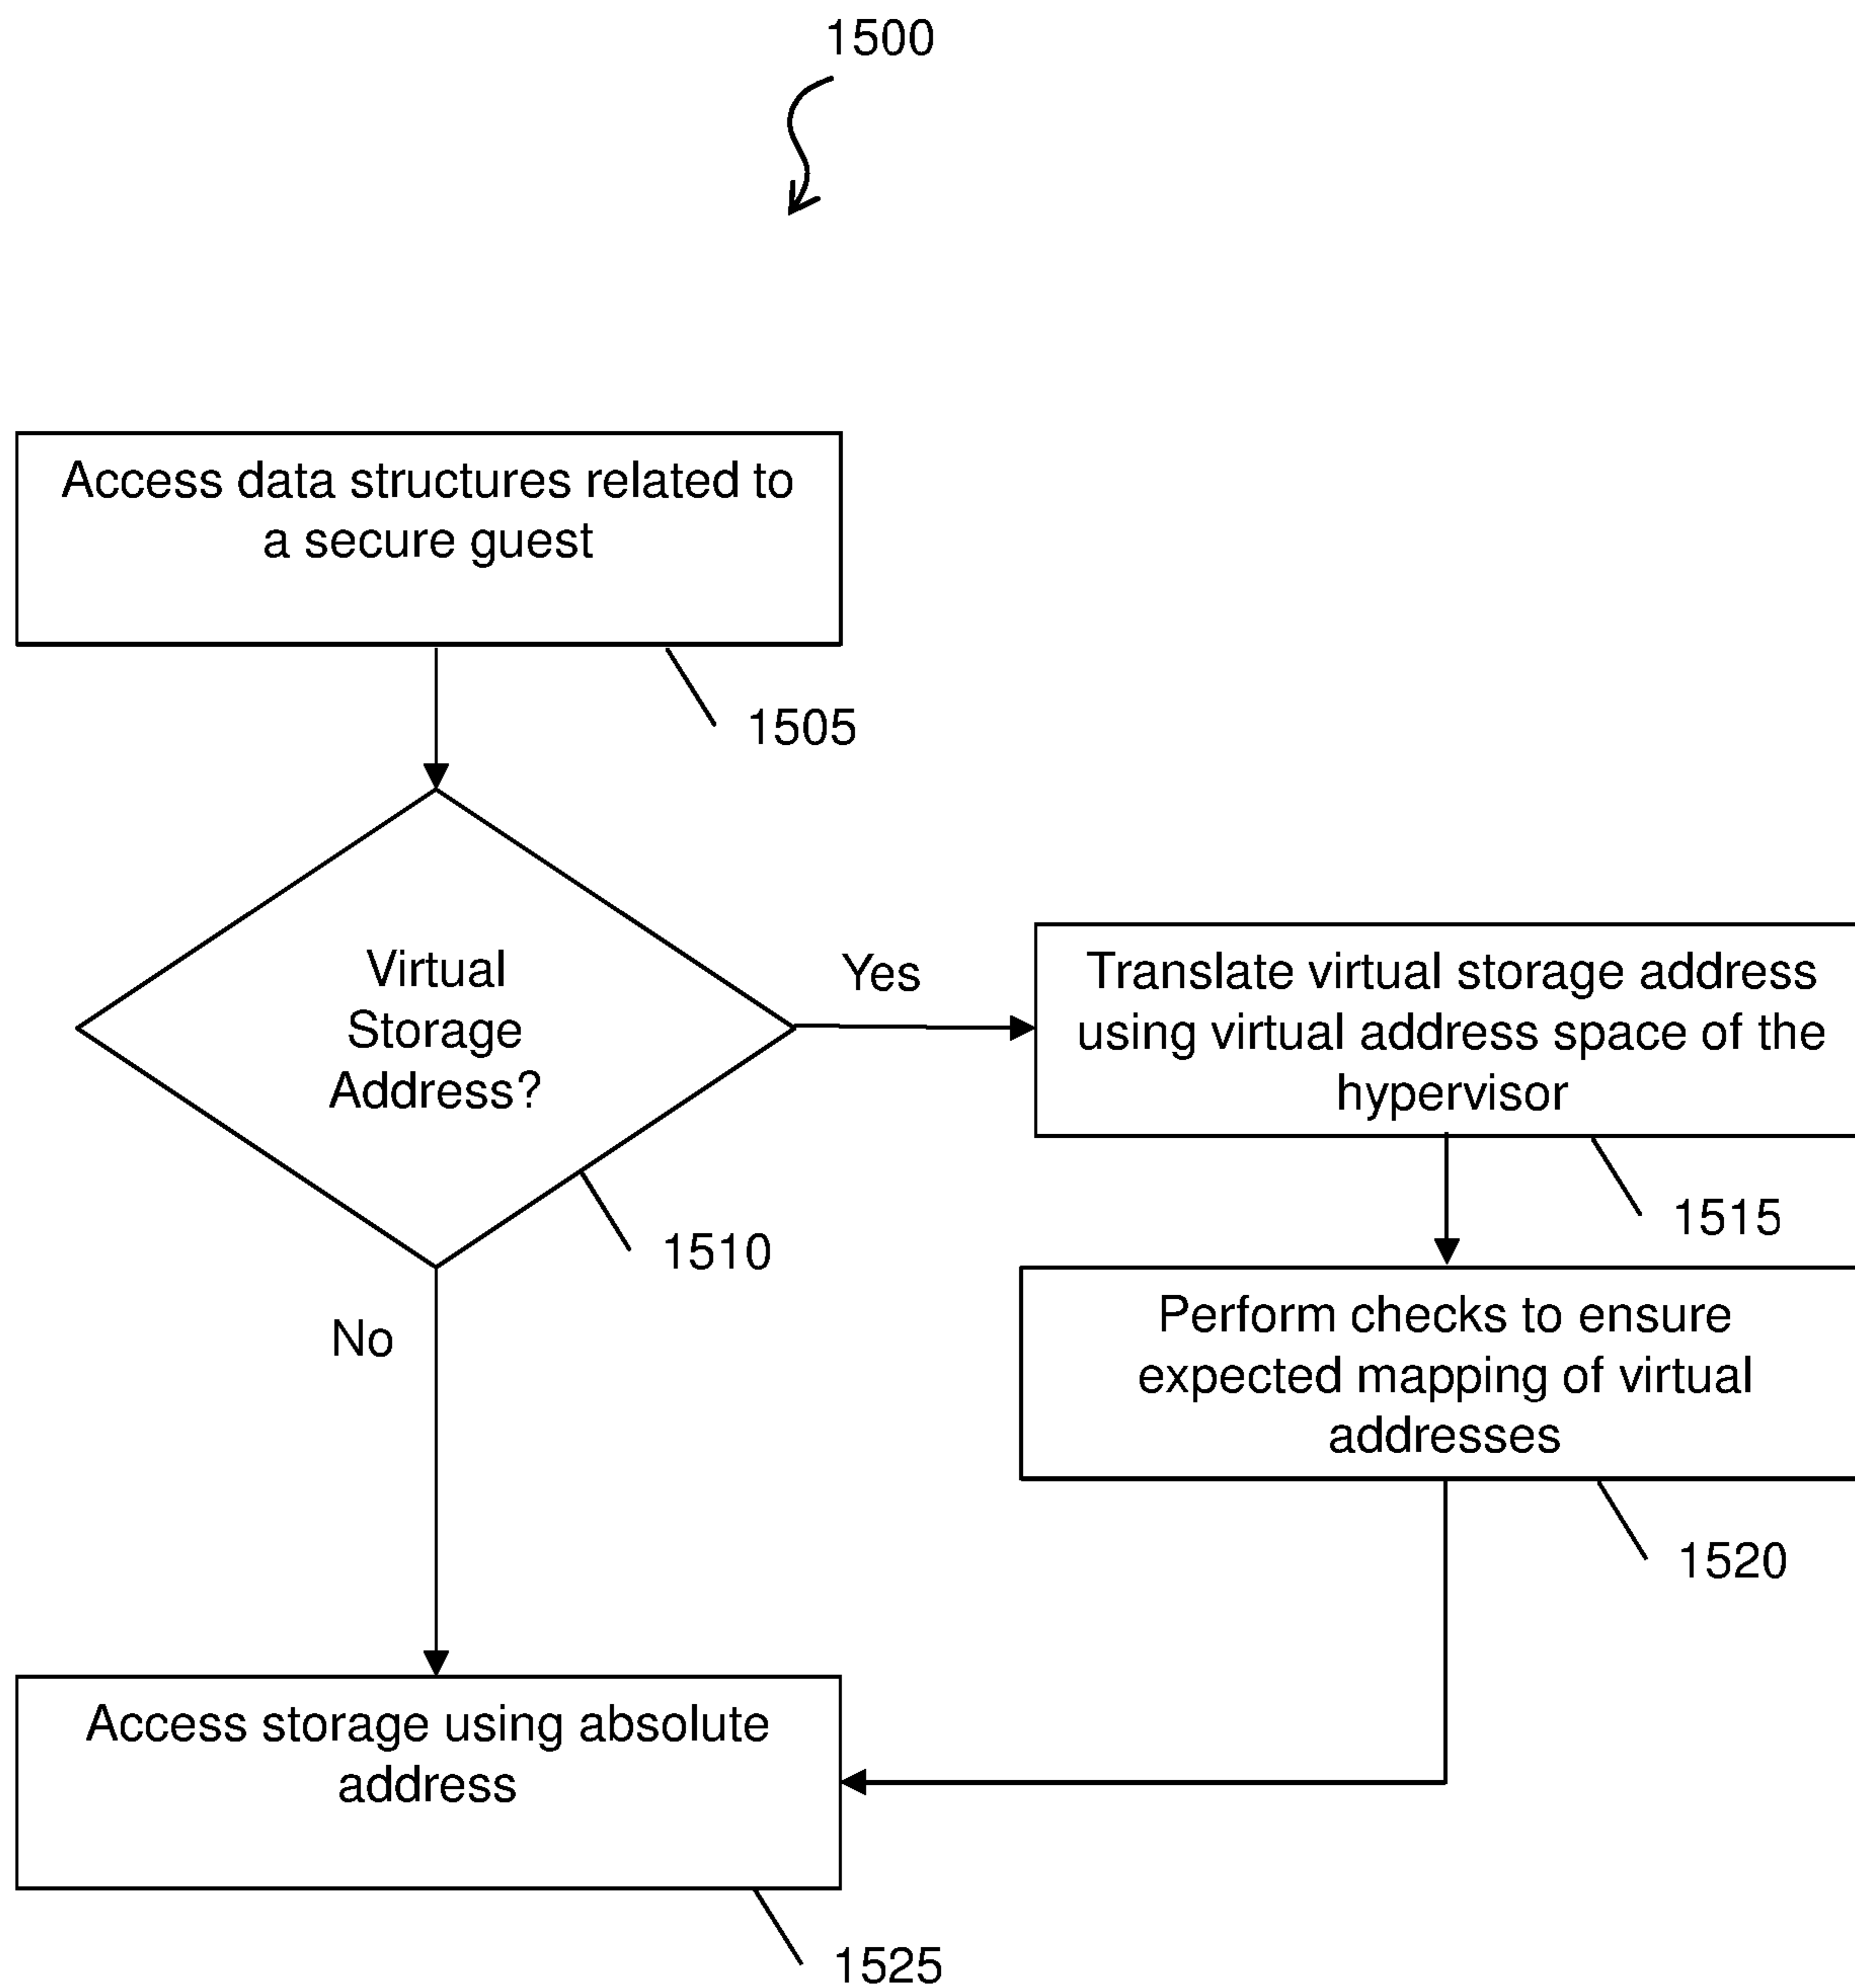 1500
Access data structures related to
a secure guest
1505
Virtual
Storage
Address?
1510
Yes
Translate virtual storage address
using virtual address space of the
hypervisor
1515
Perform checks to ensure
expected mapping of virtual
addresses
1520
No
Access storage using absolute
address
1525